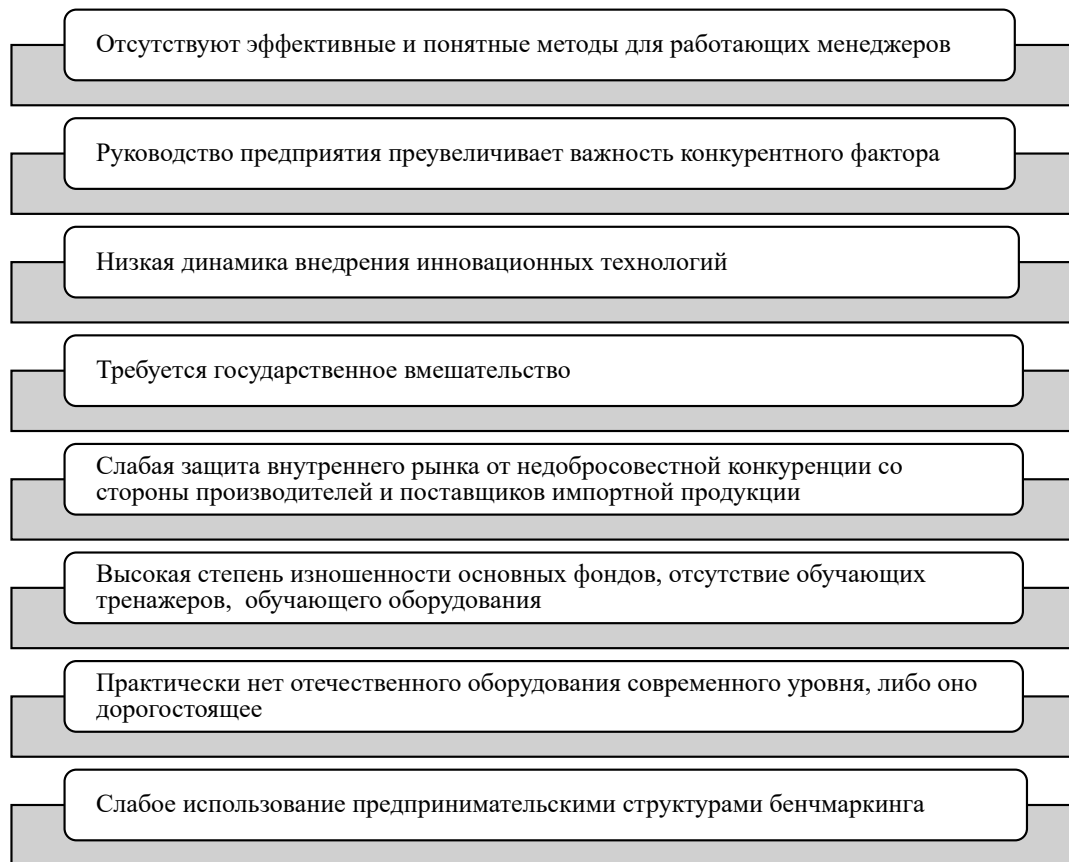 Отсутствуют эффективные и понятные методы для работающих менеджеров
Руководство предприятия преувеличивает важность конкурентного фактора
Низкая динамика внедрения инновационных технологий
Требуется государственное вмешательство
Слабая защита внутреннего рынка от недобросовестной конкуренции со
стороны производителей и поставщиков импортной продукции
Высокая степень изношенности основных фондов, отсутствие обучающих
тренажеров,  обучающего оборудования
Практически нет отечественного оборудования современного уровня, либо оно
дорогостоящее
Слабое использование предпринимательскими структурами бенчмаркинга